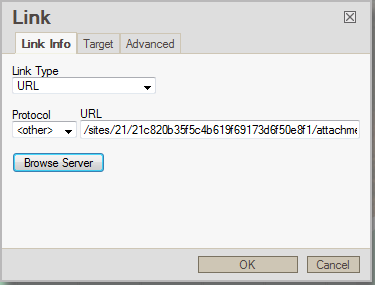 Link
Link Info Target Advanced
Link Type
URL
Protocol URL
<other> /sites/21/21c820b35f5c4b619f69173d6f50e8f1/attachme
Browse Server
OK Cancel